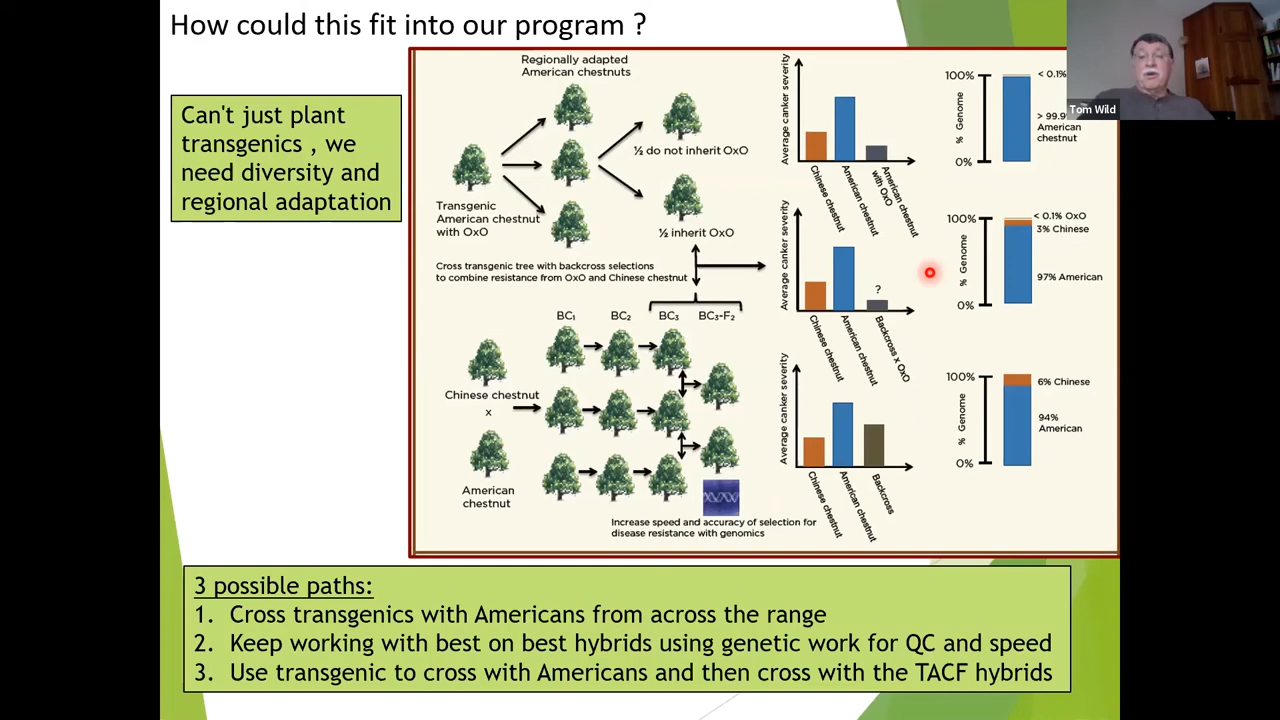 How could this fit into our program ?
Can't just plant
transgenics , we
need diversity and
regional adaptation
Regionally adapted
American chestnuts
½ do not inherit OxO
Transgenic
American chestnut
with OxO
½ inherit OxO
Cross transgenic tree with backcross selections
to combine resistance from OxO and Chinese chestnut
BC₁
BC₂
BC₃
BC₃-F₂
Chinese chestnut
x
American
chestnut
Increase speed and accuracy of selection for
disease resistance with genomics
Average canker severity
Chinese chestnut
American chestnut
American chestnut
with OxO
100%
% Genome
0%
< 0.1%
> 99.9
American
chestnut
Tom Wild
Average canker severity
?
Chinese chestnut
American chestnut
Backcross x OxO
100%
% Genome
0%
< 0.1% OxO
3% Chinese
97% American
Average canker severity
Chinese chestnut
American chestnut
Backcross
100%
% Genome
0%
6% Chinese
94%
American
3 possible paths:
1. Cross transgenics with Americans from across the range
2. Keep working with best on best hybrids using genetic work for QC and speed
3. Use transgenic to cross with Americans and then cross with the TACF hybrids